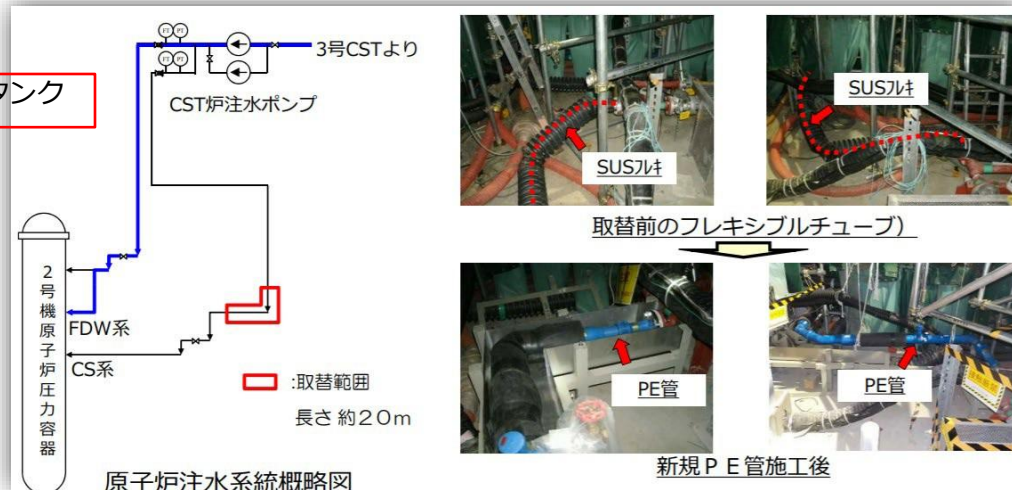 タンク
PT
PT
FT
FT
3号CSTより
CST炉注水ポンプ
2号機原子炉圧力容器
FDW系
CS系
:取替範囲
長さ 約20m
原子炉注水系統概略図
SUSフレキ
SUSフレキ
取替前のフレキシブルチューブ)
PE管
PE管
新規PE管施工後